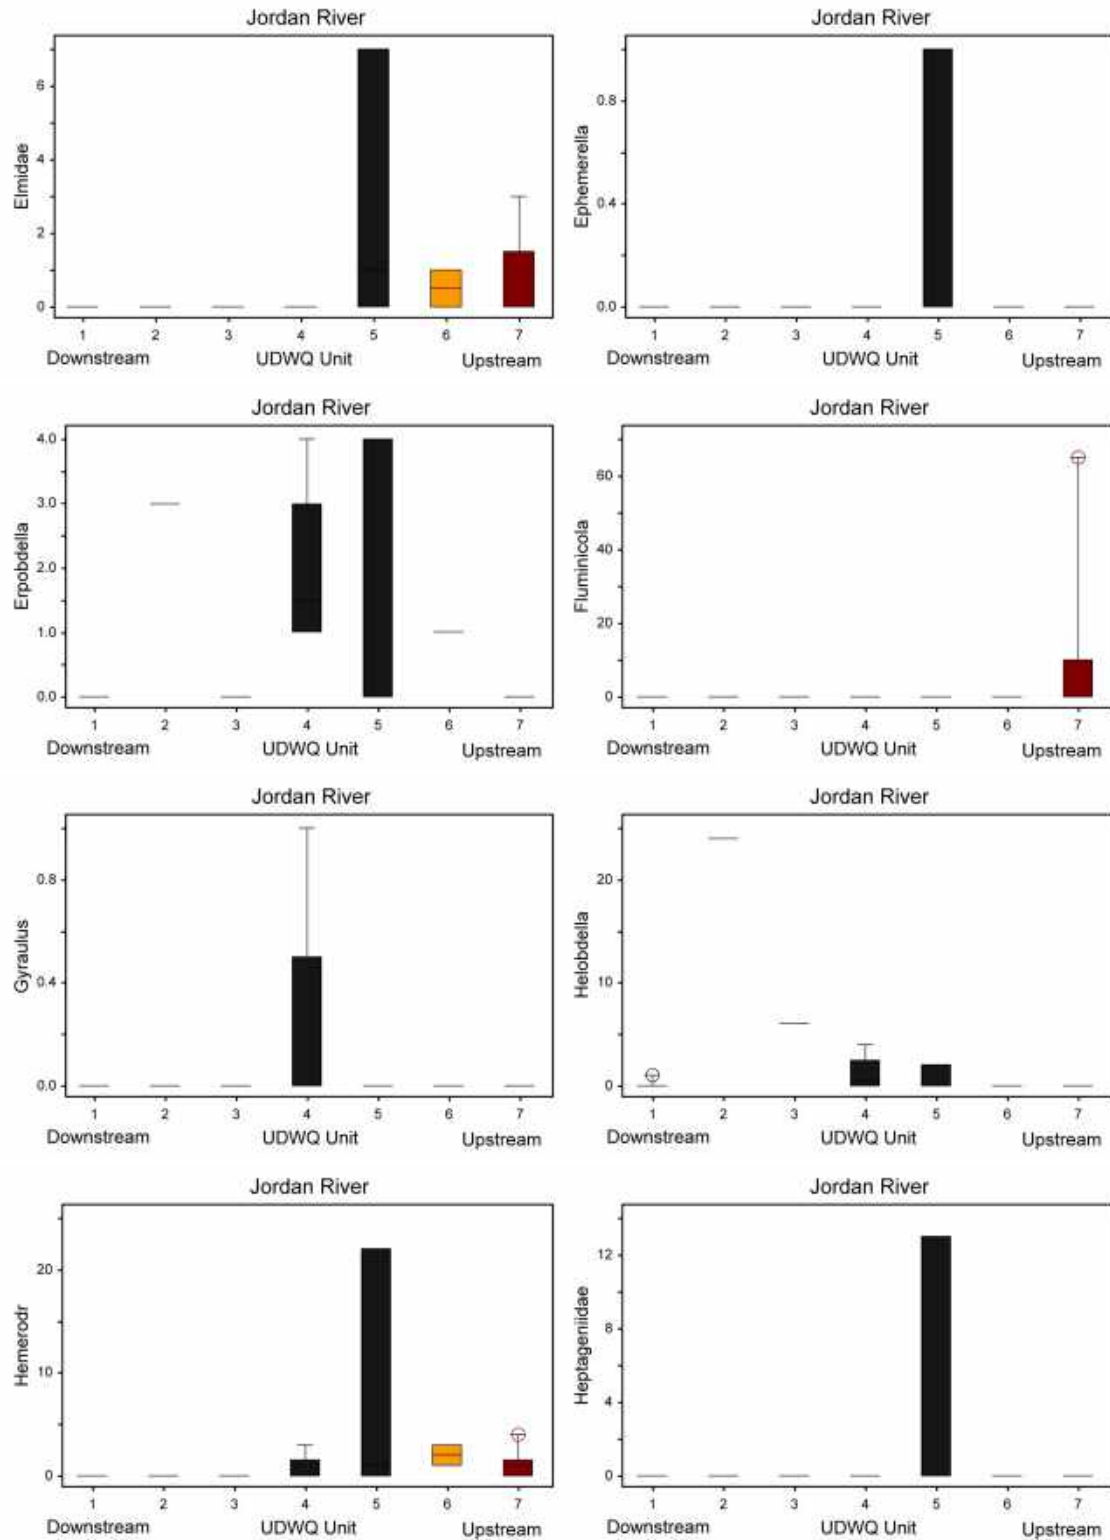 Jordan River
Elmidae
6
4
2
0
1 2 3 4 5 6 7
Downstream UDWQ Unit Upstream
Jordan River
Ephemerella
0.8
0.4
0.0
1 2 3 4 5 6 7
Downstream UDWQ Unit Upstream
Jordan River
Erpobdella
4.0
3.0
2.0
1.0
0.0
1 2 3 4 5 6 7
Downstream UDWQ Unit Upstream
Jordan River
Fluminicola
60
40
20
0
1 2 3 4 5 6 7
Downstream UDWQ Unit Upstream
Jordan River
Gyraulus
0.8
0.4
0.0
1 2 3 4 5 6 7
Downstream UDWQ Unit Upstream
Jordan River
Helobdella
20
10
0
1 2 3 4 5 6 7
Downstream UDWQ Unit Upstream
Jordan River
Hemerodr
20
10
0
1 2 3 4 5 6 7
Downstream UDWQ Unit Upstream
Jordan River
Heptageniidae
12
8
4
0
1 2 3 4 5 6 7
Downstream UDWQ Unit Upstream